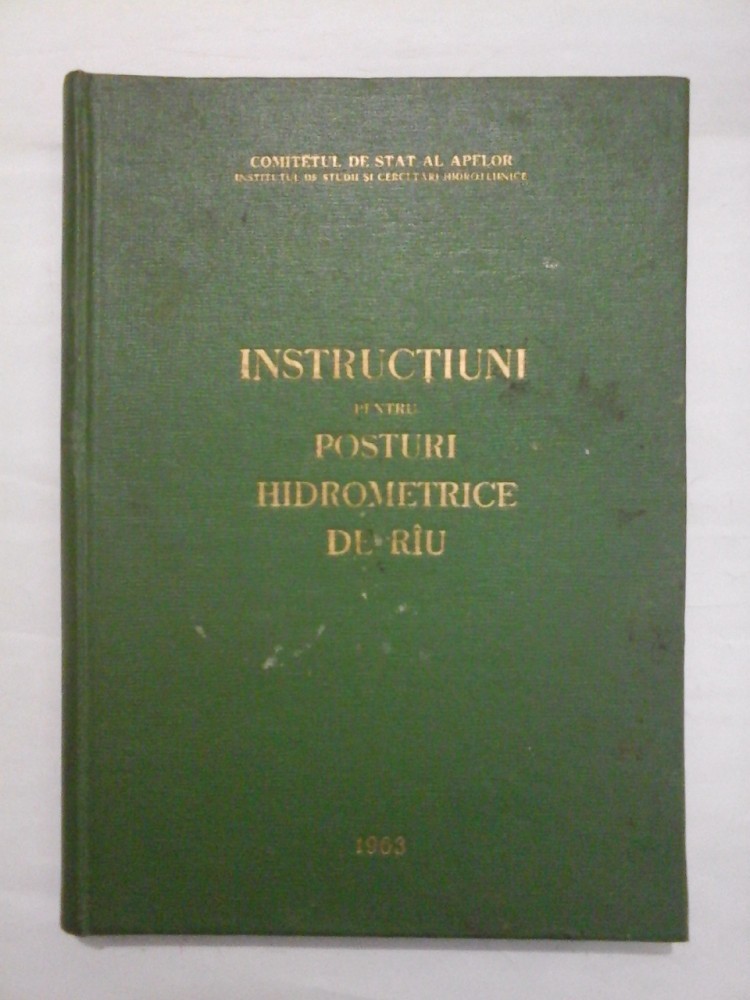 COMITETUL DE STAT AL APELOR
INSTITUTUL DE STUDII ȘI CERCETĂRI HIDROTEHNICE
INSTRUCȚIUNI
PENTRU
POSTURI
HIDROMETRICE
DE RÎU
1963